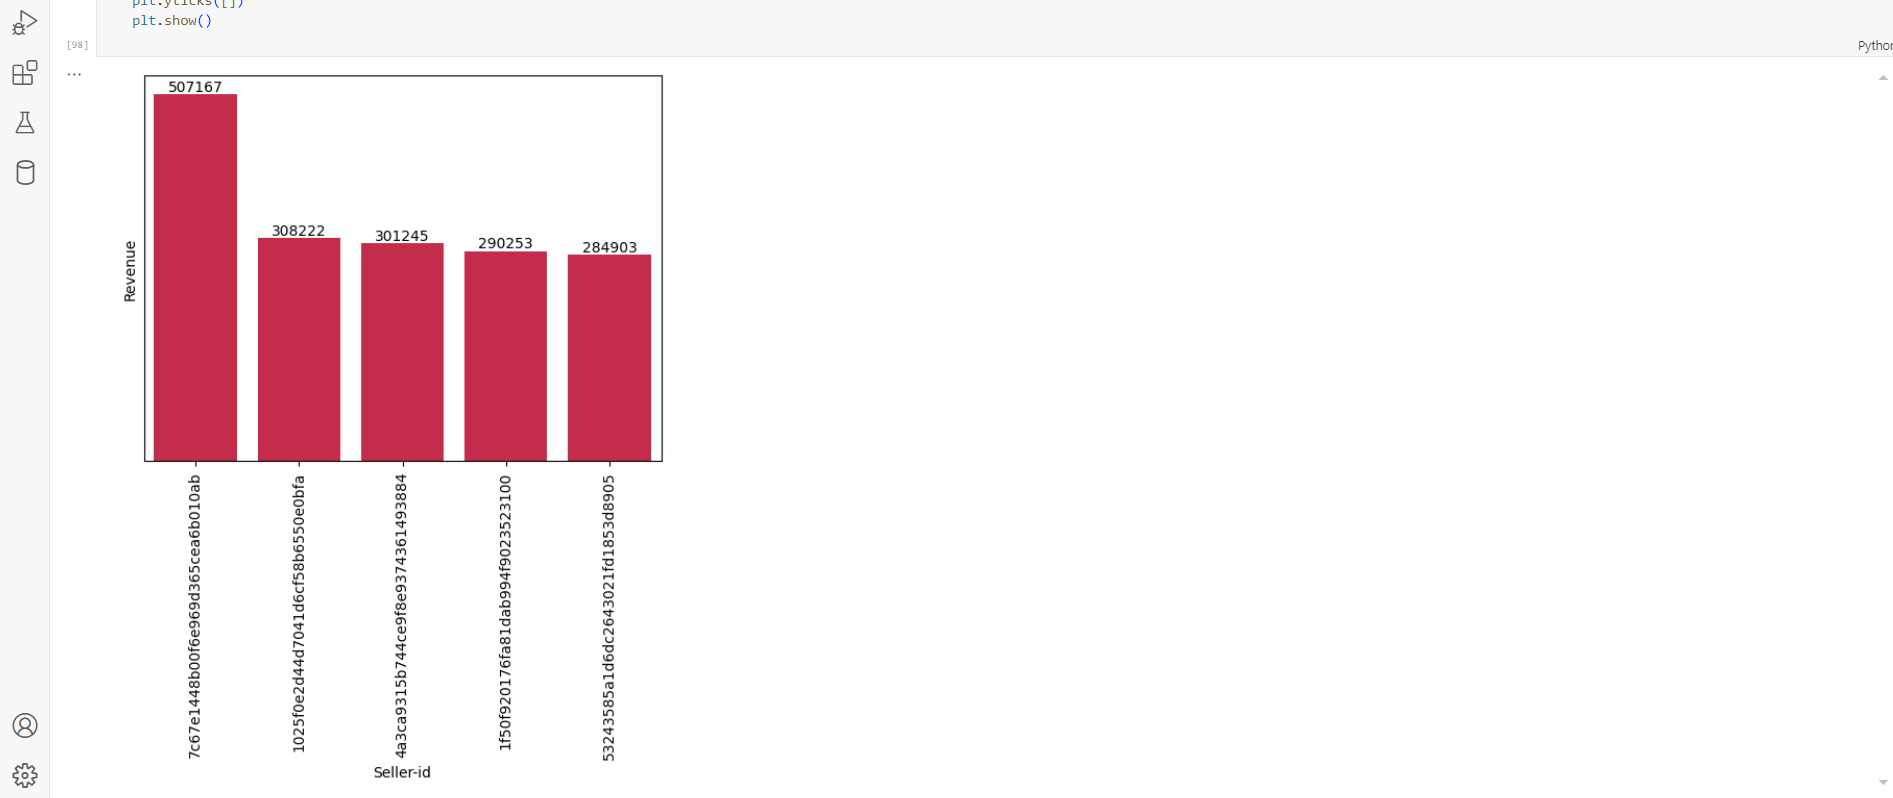 plt.yticks([])
plt.show()
[98]
Python
...
507167
308222
301245
290253
284903
Revenue
7c67e1448b00f6e969d365cea6b010ab
1025f0e2d44d7041d6cf58b6550e0bfa
4a3ca9315b744ce9f8e9374361493884
1f50f920176fa81dab994f9023523100
53243585a1d6dc2643021fd1853d8905
Seller-id